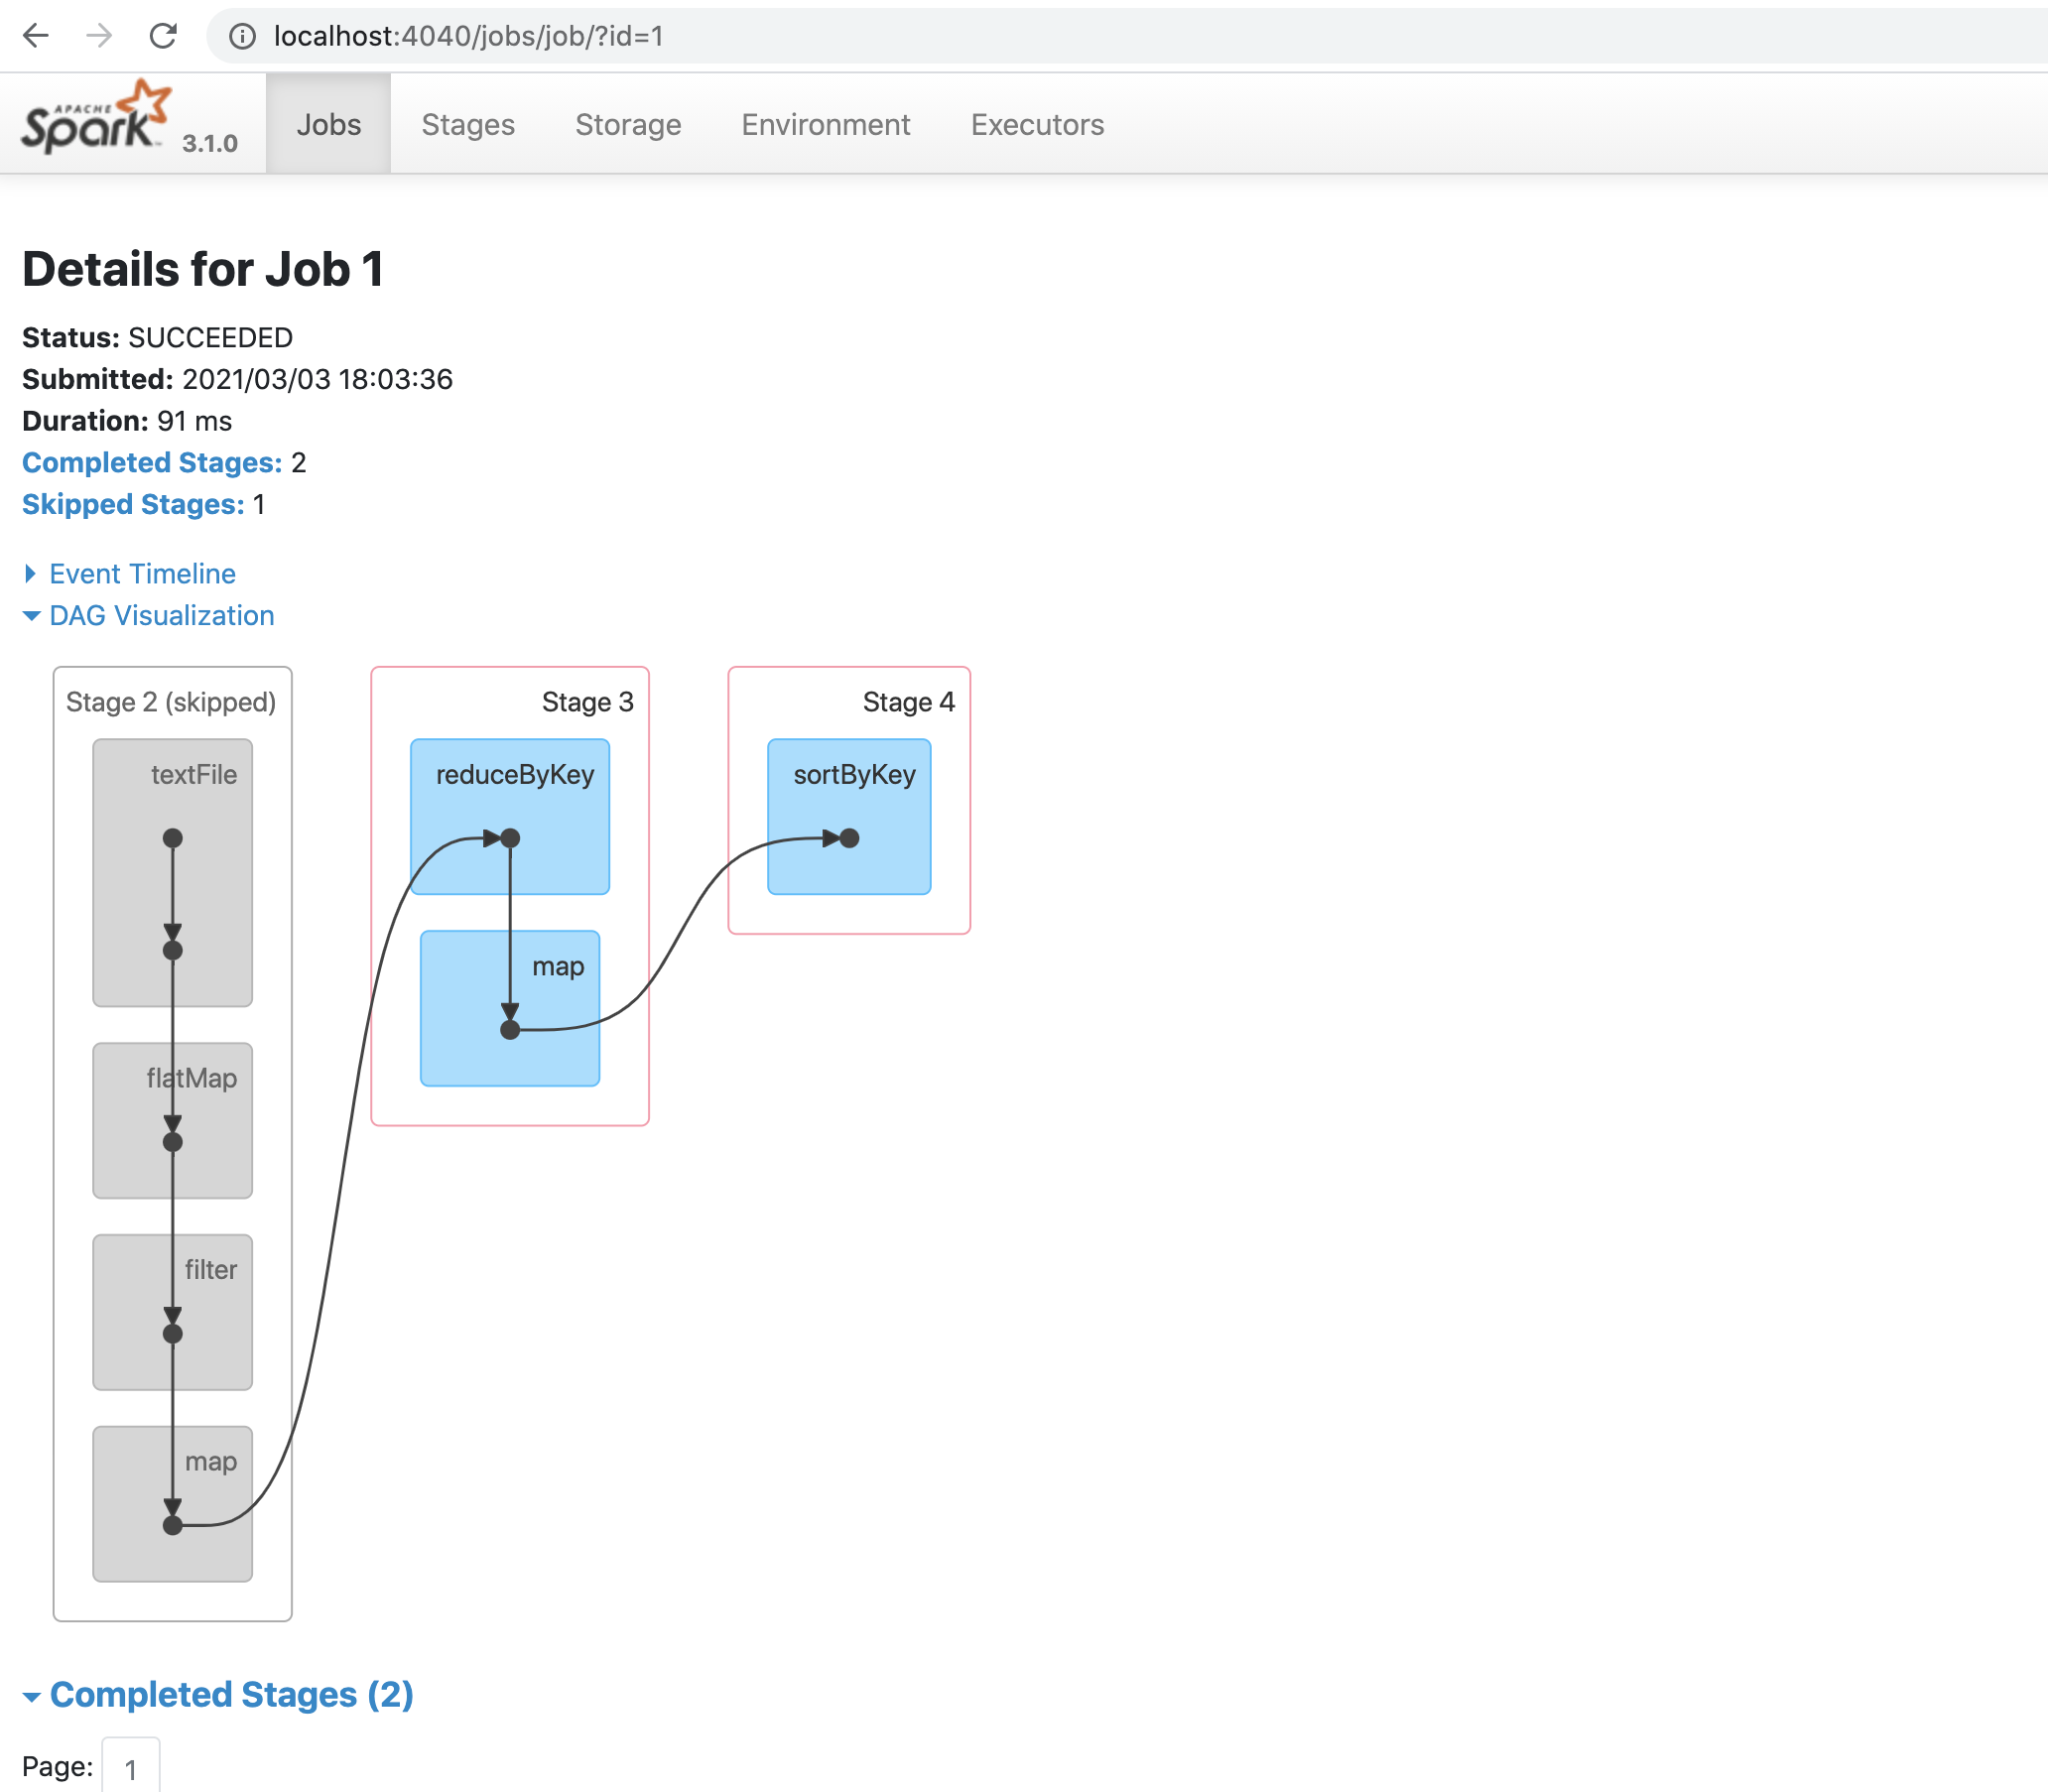 localhost:4040/jobs/job/?id=1
APACHE
Spark™ 3.1.0 Jobs Stages Storage Environment Executors
Details for Job 1
Status: SUCCEEDED
Submitted: 2021/03/03 18:03:36
Duration: 91 ms
Completed Stages: 2
Skipped Stages: 1
Event Timeline
DAG Visualization
Stage 2 (skipped)
textFile
flatMap
filter
map
Stage 3
reduceByKey
map
Stage 4
sortByKey
Completed Stages (2)
Page: 1